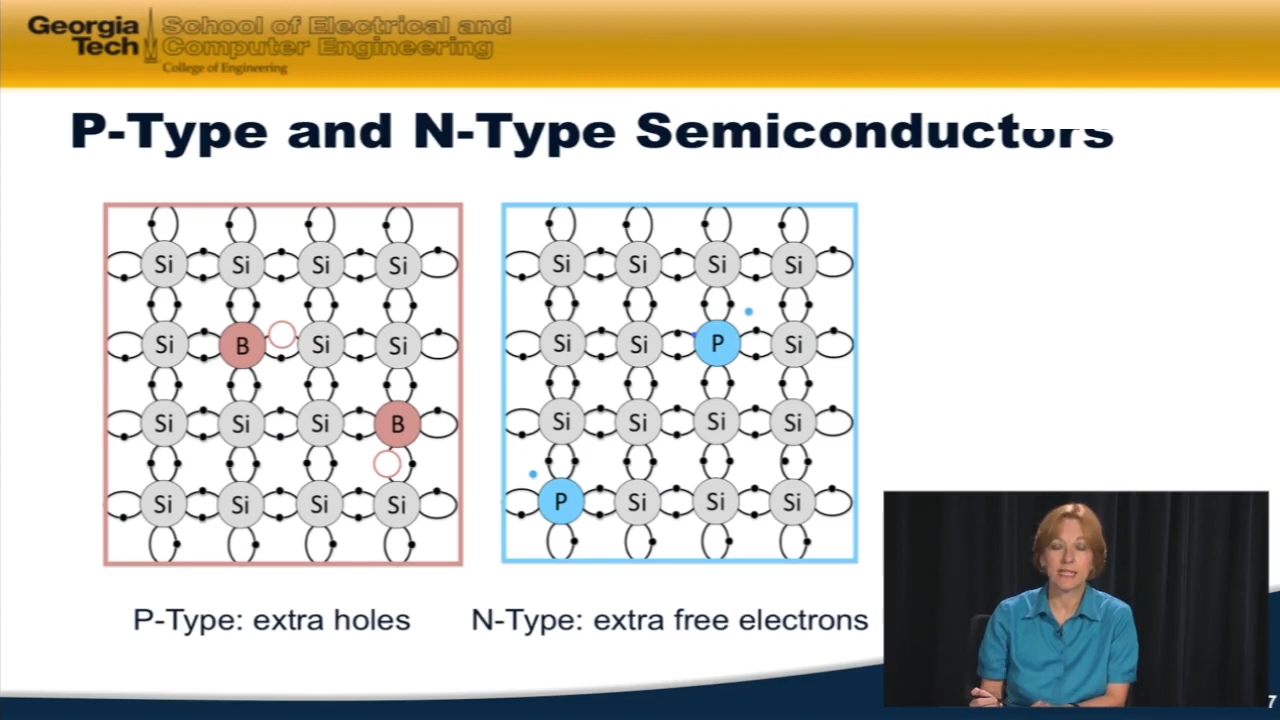 Georgia Tech
School of Electrical and Computer Engineering
College of Engineering
P-Type and N-Type Semiconductors
Si Si Si Si
Si B Si Si
Si Si Si B
Si Si Si Si
Si Si Si Si
Si Si P Si
Si Si Si Si
P Si Si Si
P-Type: extra holes
N-Type: extra free electrons
7